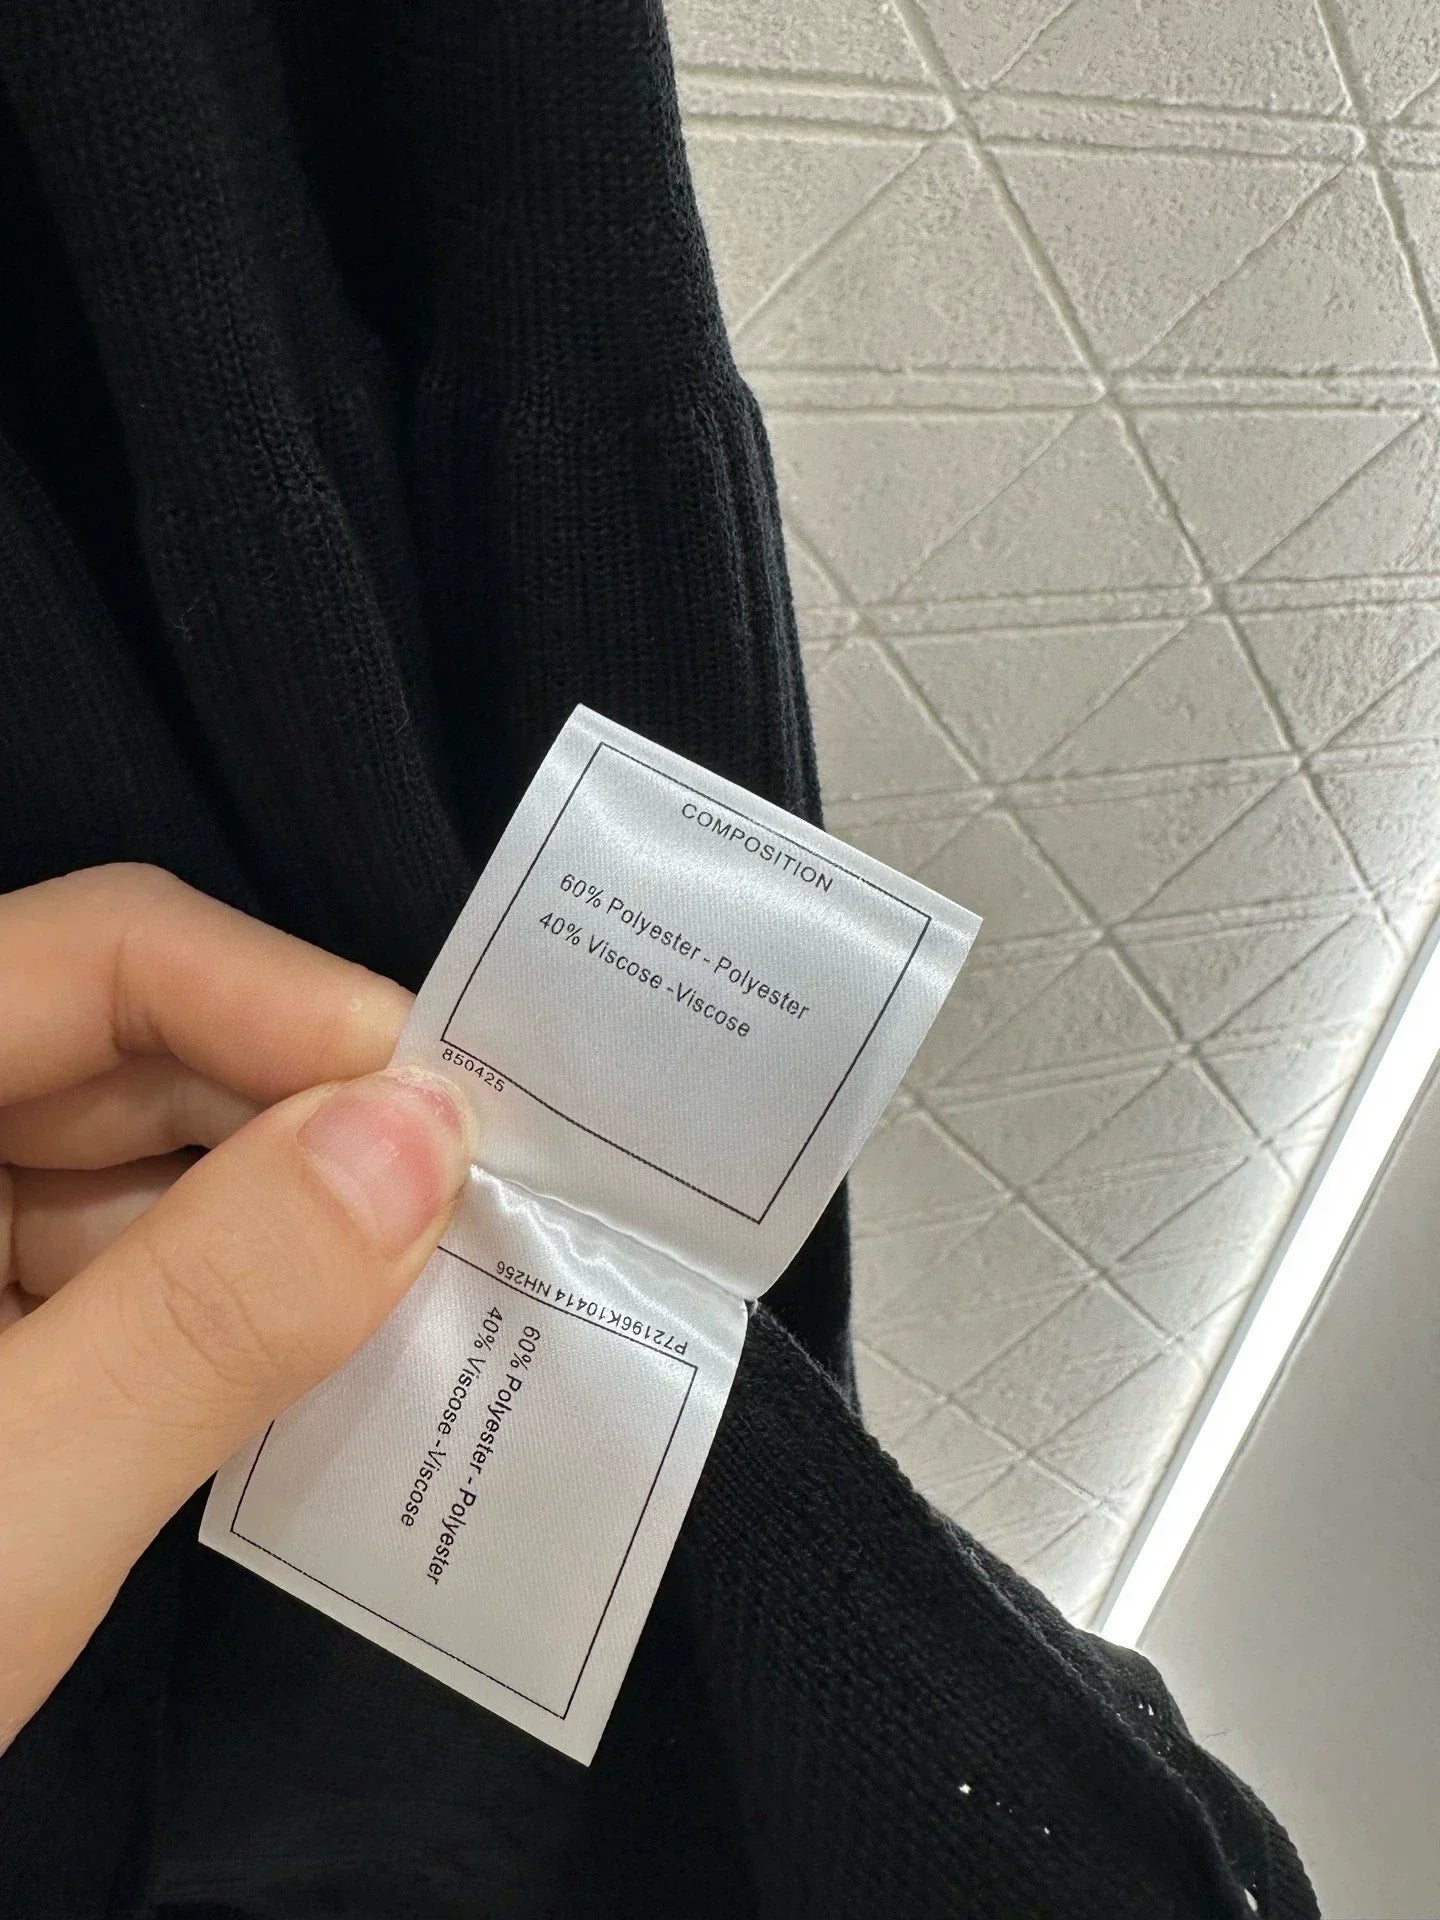 COMPOSITION
60% Polyester - Polyester
40% Viscose -Viscose
850425
P72196K10414 NH256
60% Polyester - Polyester
40% Viscose - Viscose